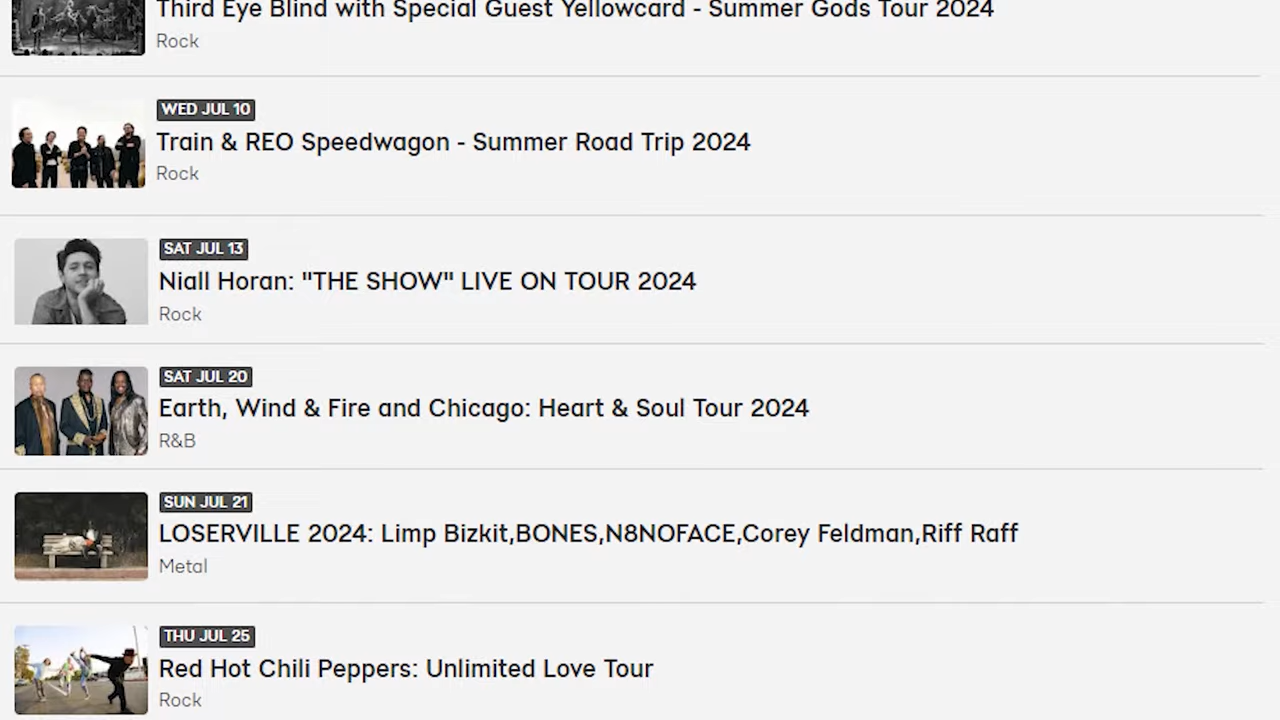 Third Eye Blind with Special Guest Yellowcard - Summer Gods Tour 2024
Rock
WED JUL 10
Train & REO Speedwagon - Summer Road Trip 2024
Rock
SAT JUL 13
Niall Horan: "THE SHOW" LIVE ON TOUR 2024
Rock
SAT JUL 20
Earth, Wind & Fire and Chicago: Heart & Soul Tour 2024
R&B
SUN JUL 21
LOSERVILLE 2024: Limp Bizkit,BONES,N8NOFACE,Corey Feldman,Riff Raff
Metal
THU JUL 25
Red Hot Chili Peppers: Unlimited Love Tour
Rock